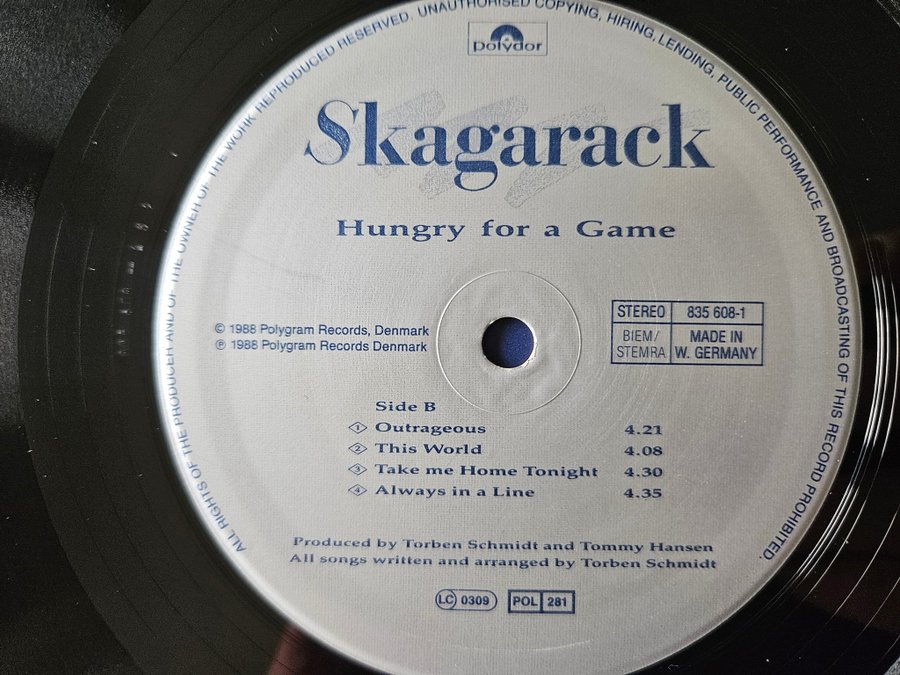 polydor
Skagarack
Hungry for a Game
© 1988 Polygram Records, Denmark
℗ 1988 Polygram Records Denmark
STEREO 835 608-1
BIEM/ STEMRA MADE IN W. GERMANY
Side B
1 Outrageous 4.21
2 This World 4.08
3 Take me Home Tonight 4.30
4 Always in a Line 4.35
Produced by Torben Schmidt and Tommy Hansen
All songs written and arranged by Torben Schmidt
LC 0309 POL 281
ALL RIGHTS OF THE PRODUCER AND OF THE OWNER OF THE WORK REPRODUCED RESERVED. UNAUTHORISED COPYING, HIRING, LENDING, PUBLIC PERFORMANCE AND BROADCASTING OF THIS RECORD PROHIBITED.